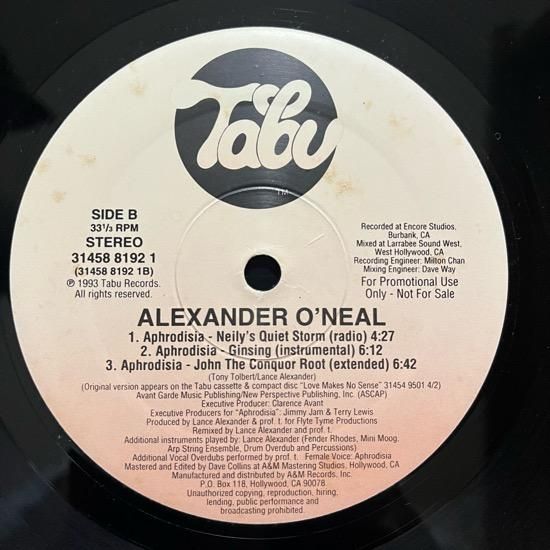 Tabu
TM
SIDE B
33 1/3 RPM
STEREO
31458 8192 1
(31458 8192 1B)
℗ 1993 Tabu Records.
All rights reserved.
Recorded at Encore Studios,
Burbank, CA
Mixed at Larrabee Sound West,
West Hollywood, CA
Recording Engineer: Milton Chan
Mixing Engineer: Dave Way
For Promotional Use
Only - Not For Sale
ALEXANDER O'NEAL
1. Aphrodisia - Neily's Quiet Storm (radio) 4:27
2. Aphrodisia - Ginsing (instrumental) 6:12
3. Aphrodisia - John The Conquor Root (extended) 6:42
(Tony Tolbert/Lance Alexander)
(Original version appears on the Tabu cassette & compact disc "Love Makes No Sense" 31454 9501 4/2)
Avant Garde Music Publishing/New Perspective Publishing, Inc. (ASCAP)
Executive Producer: Clarence Avant
Executive Producers for "Aphrodisia": Jimmy Jam & Terry Lewis
Produced by Lance Alexander & prof. t. for Flyte Tyme Productions
Remixed by Lance Alexander and prof. t.
Additional instruments played by: Lance Alexander (Fender Rhodes, Mini Moog,
Arp String Ensemble, Drum Overdub and Percussions)
Additional Vocal Overdubs performed by prof. t. Female Voice: Aphrodisia
Mastered and Edited by Dave Collins at A&M Mastering Studios, Hollywood, CA
Manufactured and distributed by A&M Records, Inc.
P.O. Box 118, Hollywood, CA 90078
Unauthorized copying, reproduction, hiring,
lending, public performance and
broadcasting prohibited.